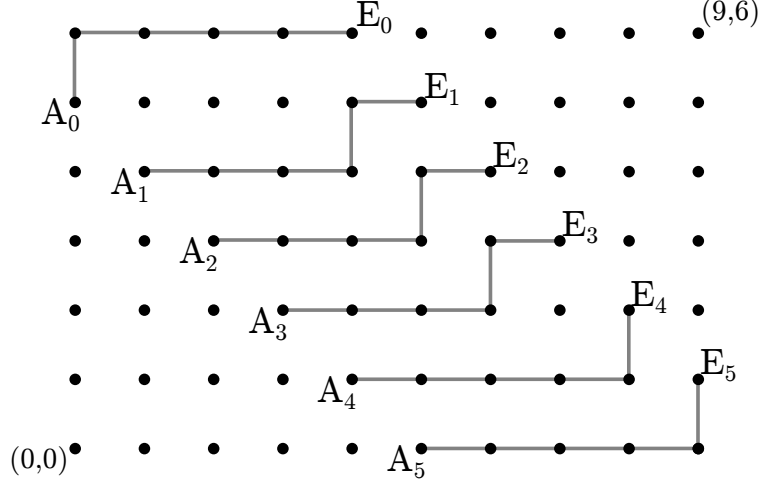 E₀ (9,6)
A₀ E₁
A₁ E₂
A₂ E₃
A₃ E₄
A₄ E₅
(0,0) A₅